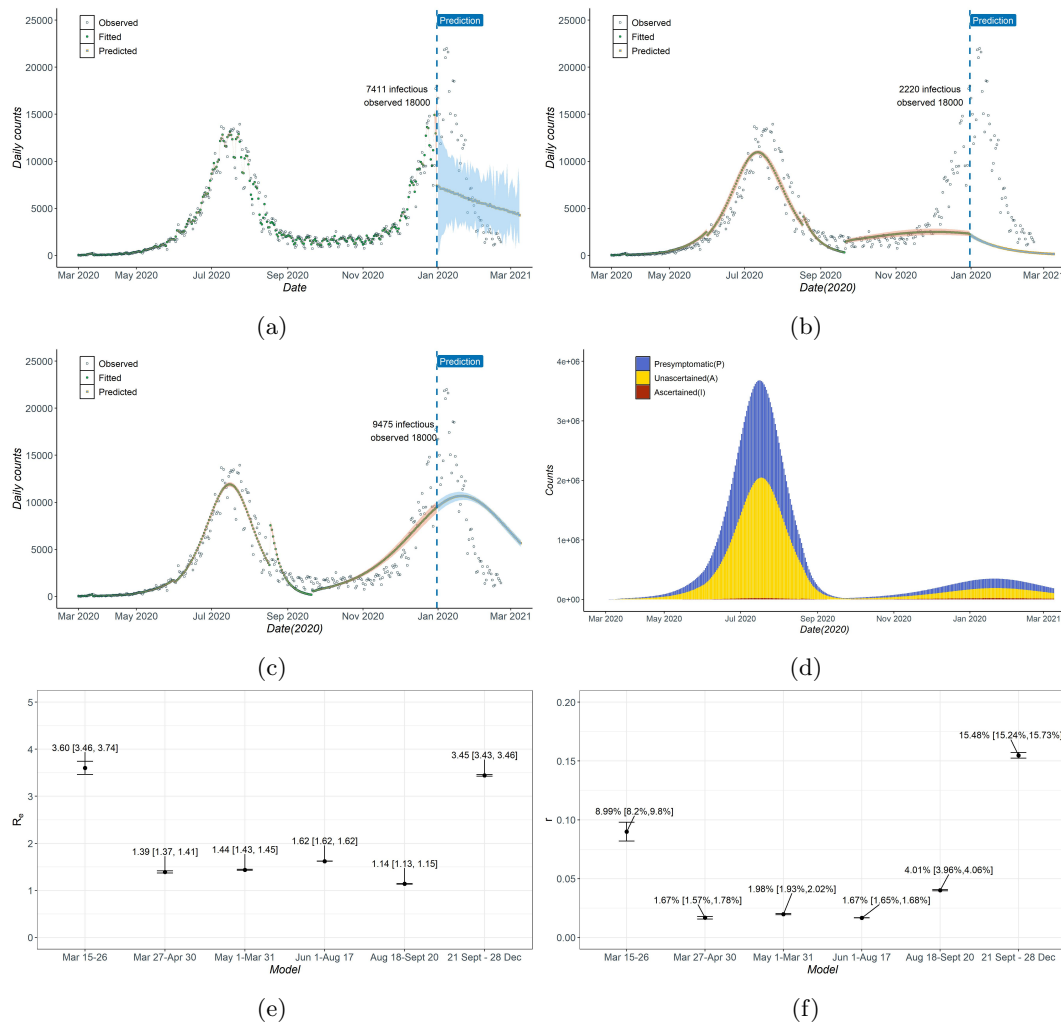 25000
20000
15000
10000
5000
0
Daily counts
Observed
Fitted
Predicted
Prediction
7411 infectious
observed 18000
Mar 2020
May 2020
Jul 2020
Sep 2020
Nov 2020
Jan 2020
Mar 2021
Date
(a)
25000
20000
15000
10000
5000
0
Daily counts
Observed
Fitted
Predicted
Prediction
2220 infectious
observed 18000
Mar 2020
May 2020
Jul 2020
Sep 2020
Nov 2020
Jan 2020
Mar 2021
Date(2020)
(b)
25000
20000
15000
10000
5000
0
Daily counts
Observed
Fitted
Predicted
Prediction
9475 infectious
observed 18000
Mar 2020
May 2020
Jul 2020
Sep 2020
Nov 2020
Jan 2020
Mar 2021
Date(2020)
(c)
4e+06
3e+06
2e+06
1e+06
0e+00
Counts
Presymptomatic(P)
Unascertained(A)
Ascertained(I)
Mar 2020
May 2020
Jul 2020
Sep 2020
Nov 2020
Jan 2020
Mar 2021
Date(2020)
(d)
5
4
3
2
1
0
Re
3.60 [3.46, 3.74]
1.39 [1.37, 1.41]
1.44 [1.43, 1.45]
1.62 [1.62, 1.62]
1.14 [1.13, 1.15]
3.45 [3.43, 3.46]
Mar 15-26
Mar 27-Apr 30
May 1-Mar 31
Jun 1-Aug 17
Aug 18-Sept 20
21 Sept - 28 Dec
Model
(e)
0.20
0.15
0.10
0.05
0.00
r
8.99% [8.2%,9.8%]
1.67% [1.57%,1.78%]
1.98% [1.93%,2.02%]
1.67% [1.65%,1.68%]
4.01% [3.96%,4.06%]
15.48% [15.24%,15.73%]
Mar 15-26
Mar 27-Apr 30
May 1-Mar 31
Jun 1-Aug 17
Aug 18-Sept 20
21 Sept - 28 Dec
Model
(f)